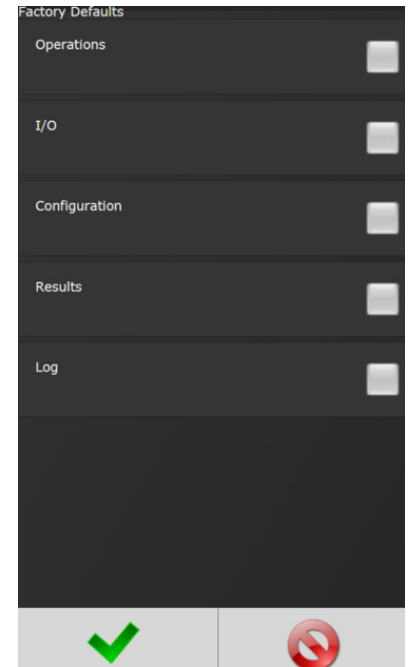 Factory Defaults
Operations
I/O
Configuration
Results
Log